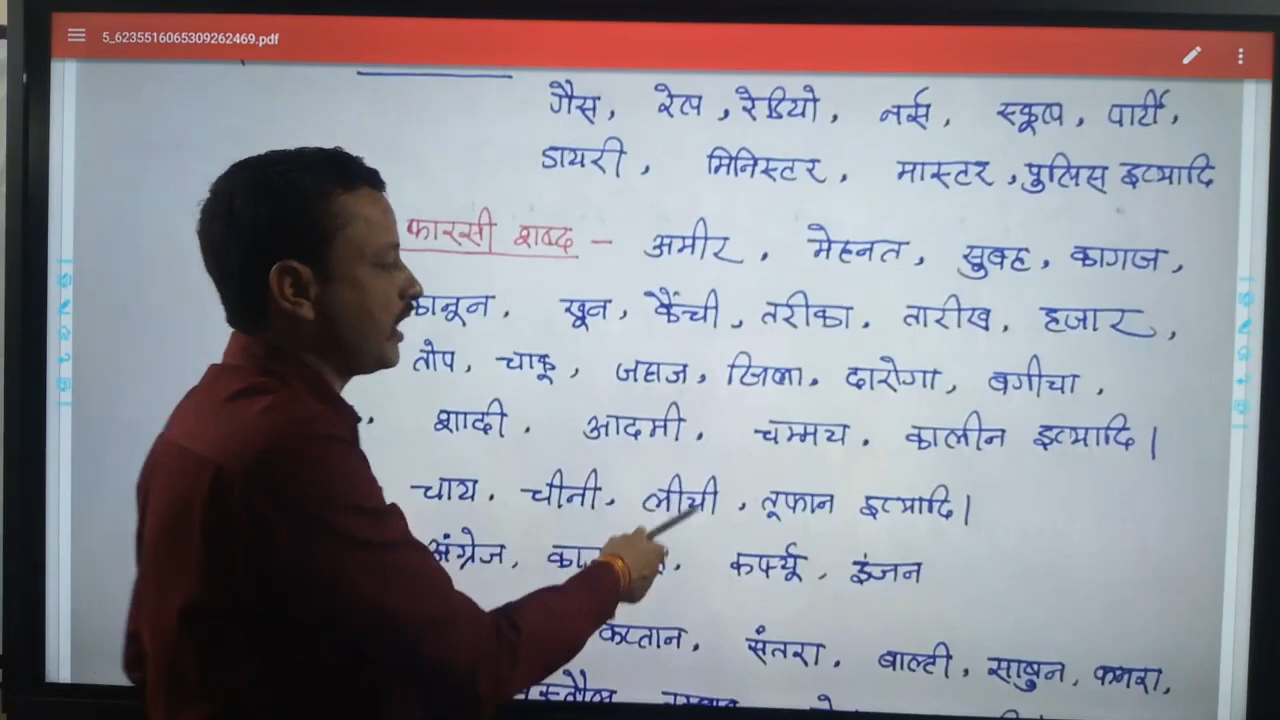 5_6235516065309262469.pdf
गैस, रेल, रेडियो, नर्स, स्कूल, पार्टी,
डायरी, मिनिस्टर, मास्टर, पुलिस इत्यादि
फारसी शब्द - अमीर, मेहनत, सुबह, कागज,
कानून, खून, कैंची, तरीका, तारीख, हजार,
तोप, चाकू, जहाज, जिला, दारोगा, बगीचा,
शादी, आदमी, चम्मच, कालीन इत्यादि।
चाय, चीनी, लीची, तूफान इत्यादि।
अंग्रेज, कर्फ्यू, इंजन
कप्तान, संतरा, बाल्टी, साबुन, कमरा,